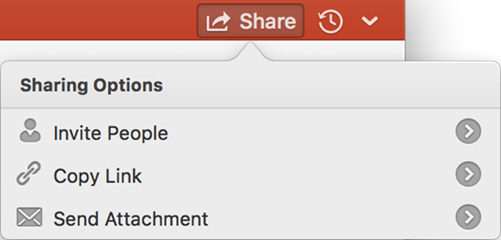 Share
Sharing Options
Invite People
Copy Link
Send Attachment